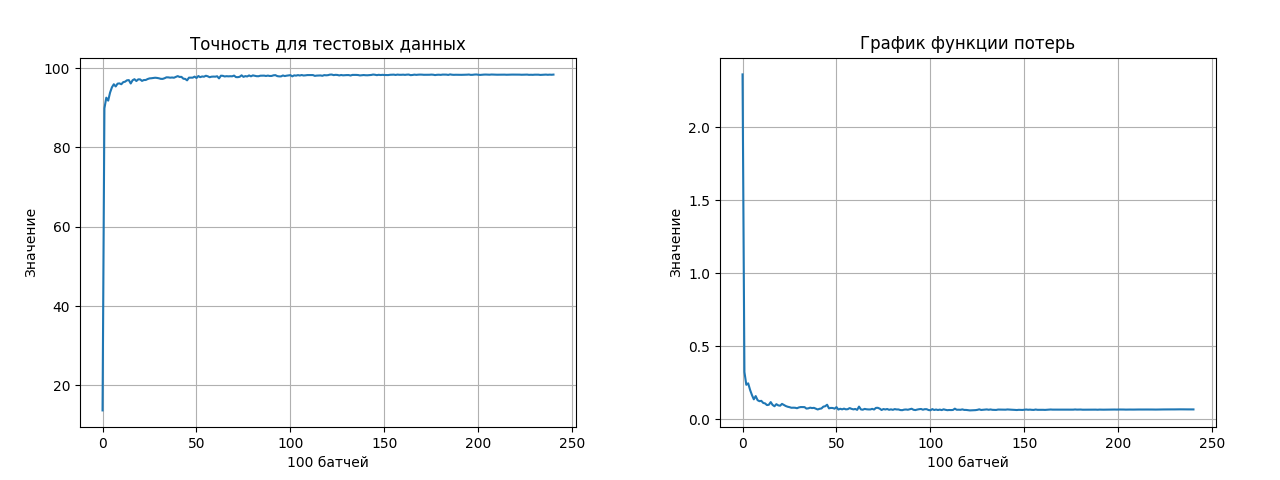 Точность для тестовых данных
Значение
100
80
60
40
20
0 50 100 150 200 250
100 батчей
График функции потерь
Значение
2.0
1.5
1.0
0.5
0.0
0 50 100 150 200 250
100 батчей